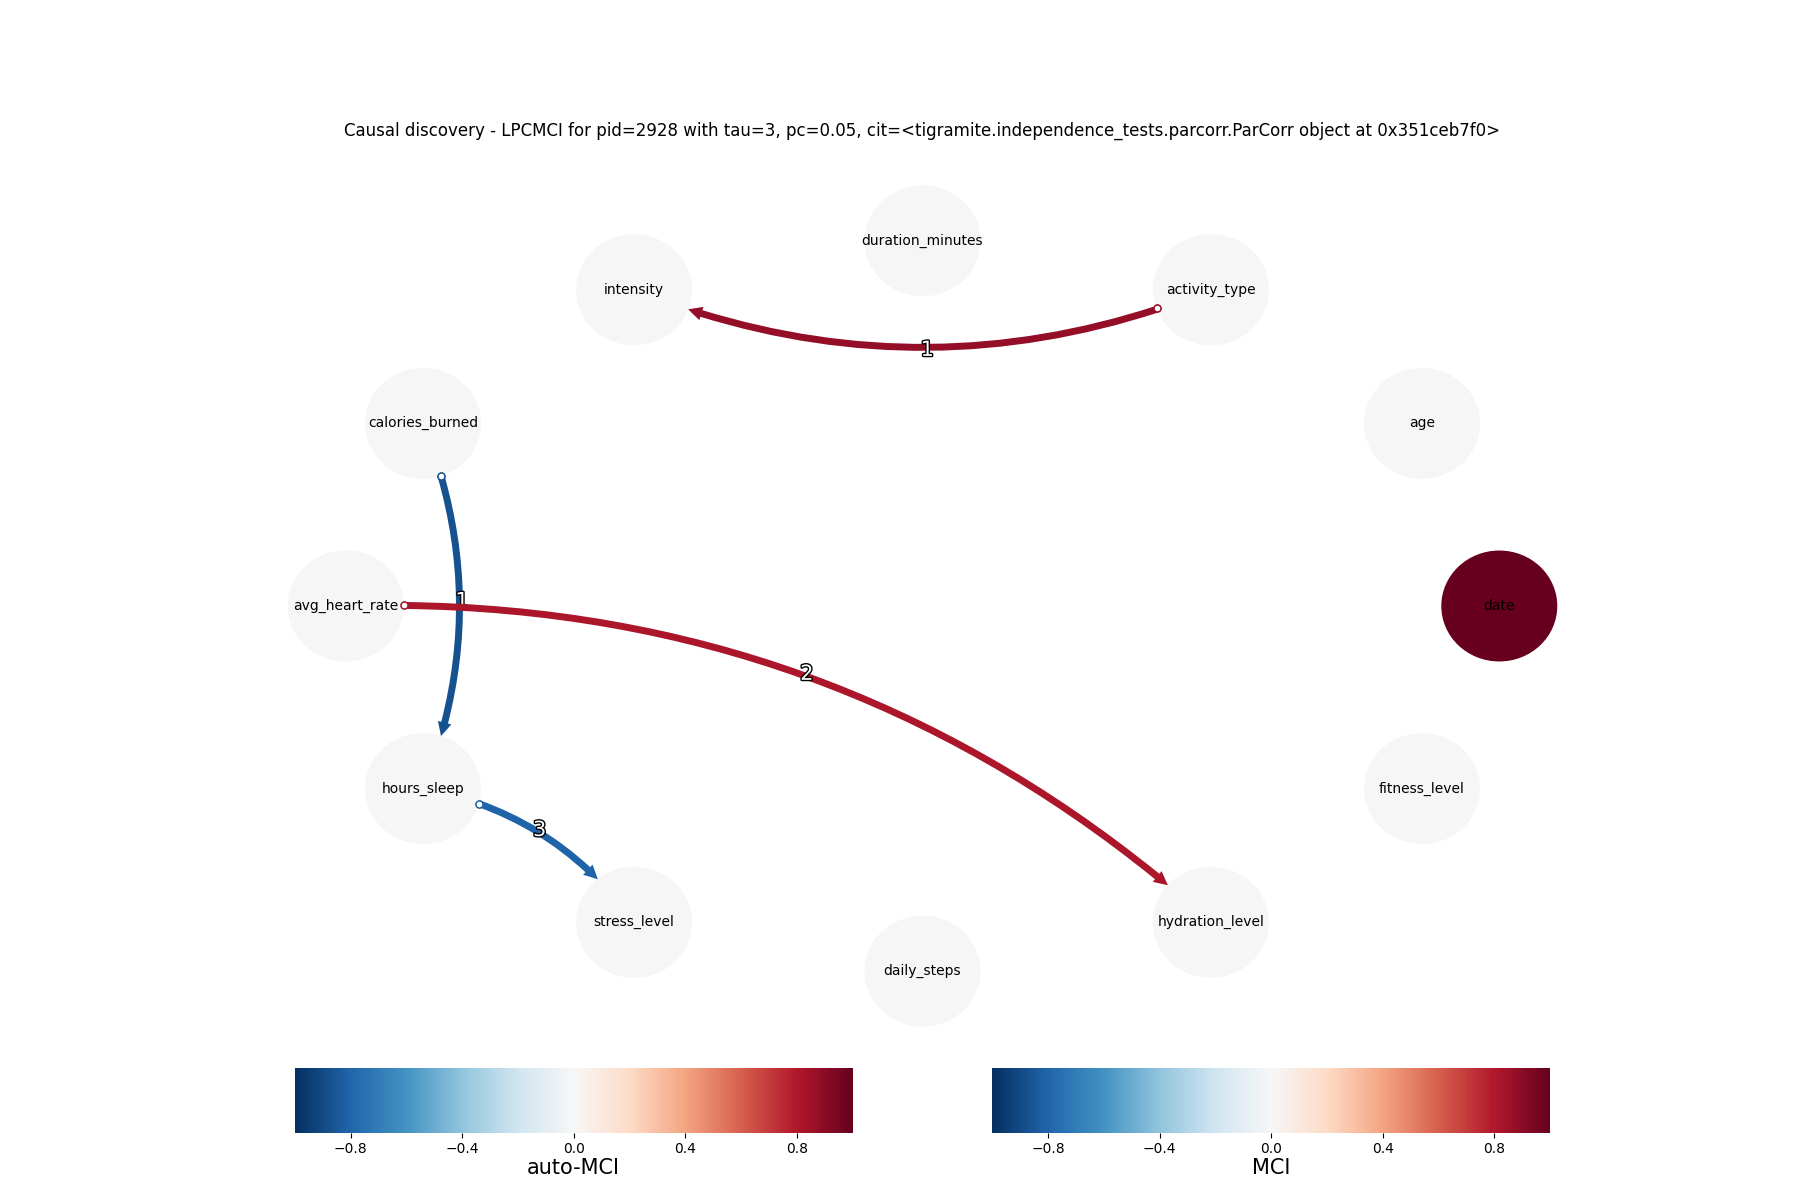 Causal discovery - LPCMCI for pid=2928 with tau=3, pc=0.05, cit=<tigramite.independence_tests.parcorr.ParCorr object at 0x351ceb7f0>
duration_minutes
intensity
activity_type
1
calories_burned
age
1
avg_heart_rate
date
2
hours_sleep
fitness_level
3
stress_level
hydration_level
daily_steps
−0.8 −0.4 0.0 0.4 0.8
auto-MCI
−0.8 −0.4 0.0 0.4 0.8
MCI